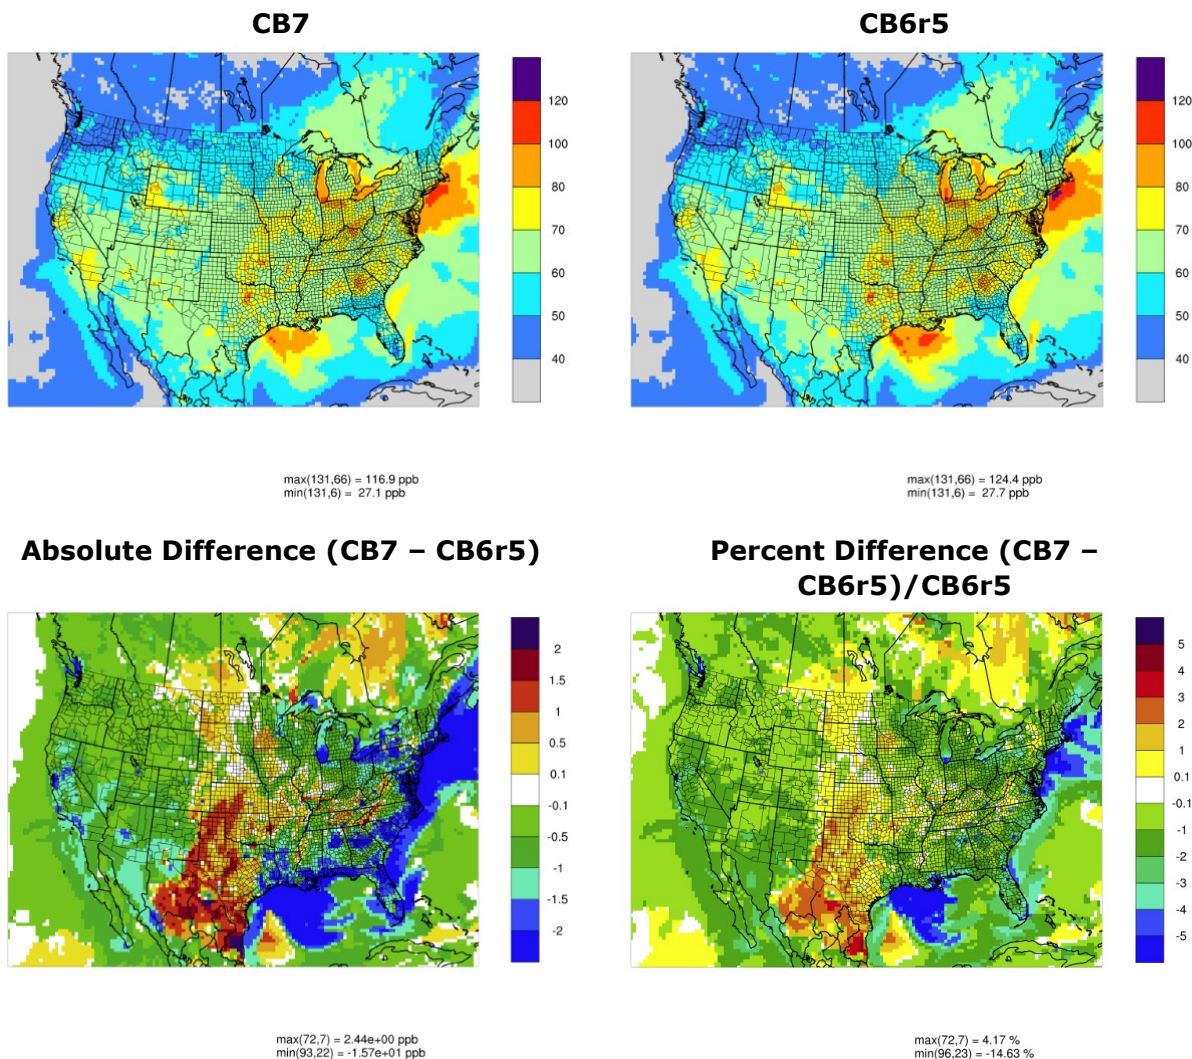 CB7
CB6r5
120
100
80
70
60
50
40
120
100
80
70
60
50
40
max(131,66) = 116.9 ppb
min(131,6) = 27.1 ppb
max(131,66) = 124.4 ppb
min(131,6) = 27.7 ppb
Absolute Difference (CB7 – CB6r5)
Percent Difference (CB7 –
CB6r5)/CB6r5
2
1.5
1
0.5
0.1
-0.1
-0.5
-1
-1.5
-2
5
4
3
2
1
0.1
-0.1
-1
-2
-3
-4
-5
max(72,7) = 2.44e+00 ppb
min(93,22) = -1.57e+01 ppb
max(72,7) = 4.17 %
min(96,23) = -14.63 %